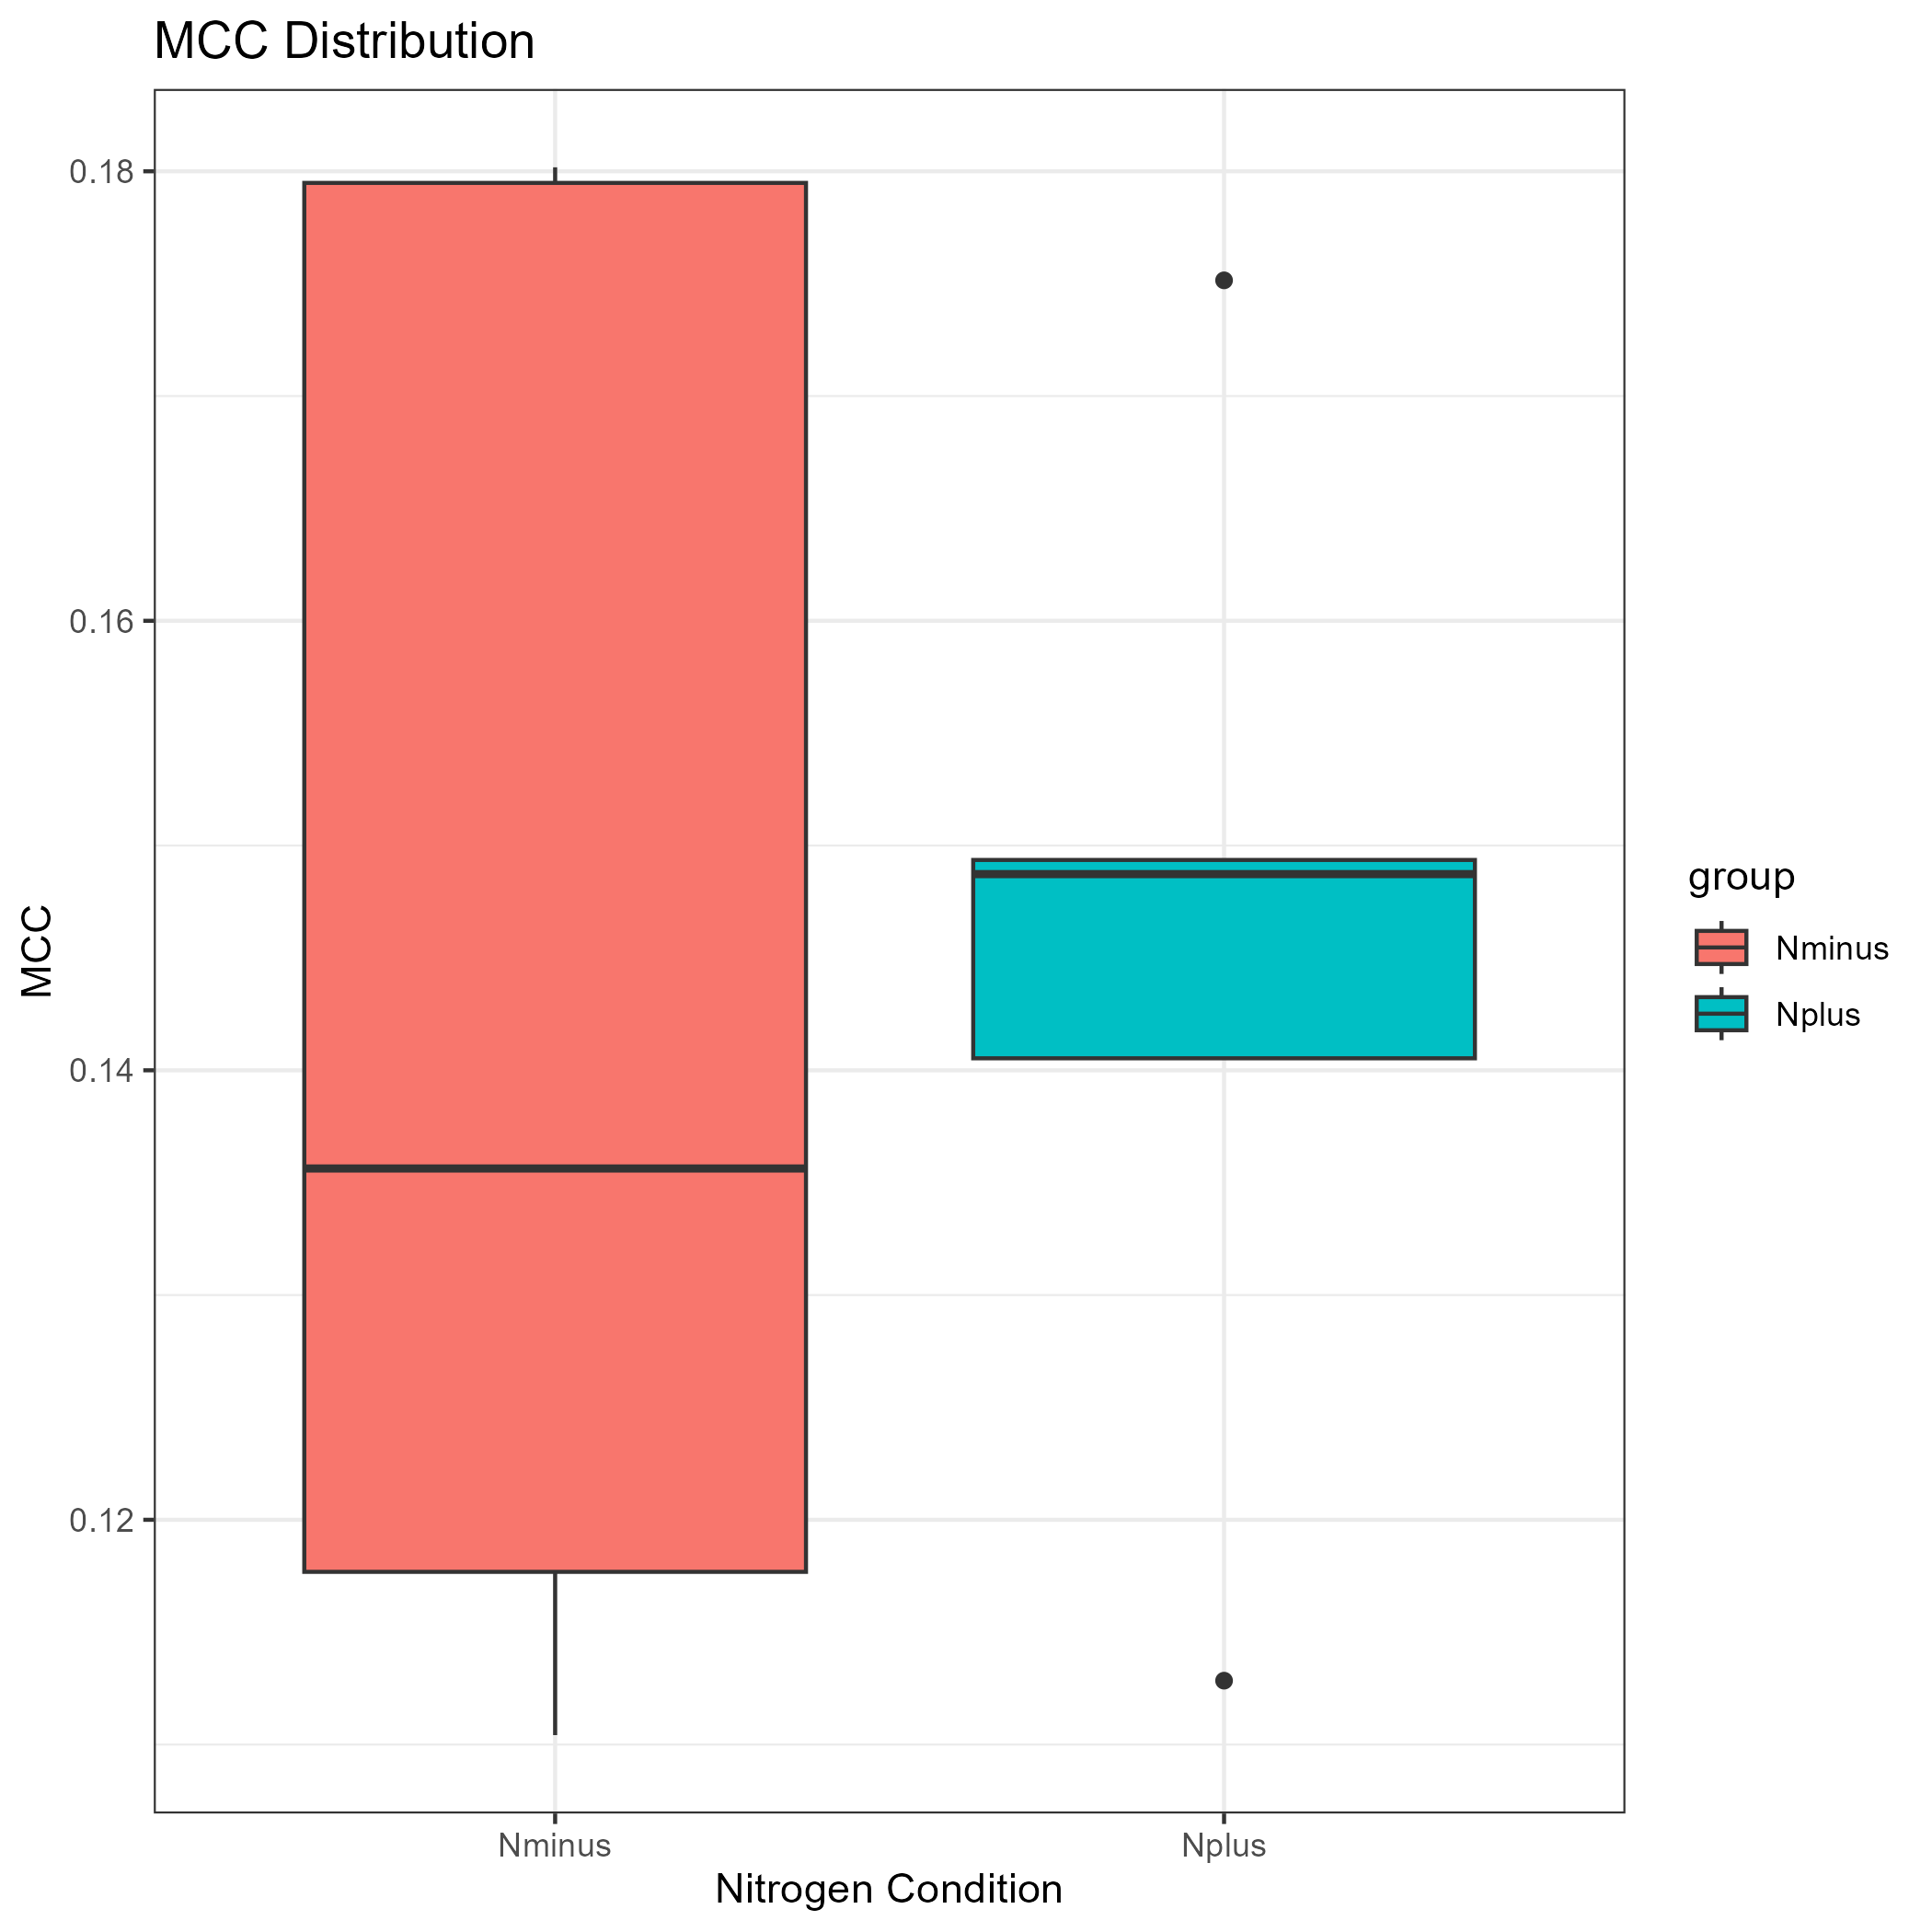 MCC Distribution
MCC
0.18
0.16
0.14
0.12
Nminus
Nplus
Nitrogen Condition
group
Nminus
Nplus